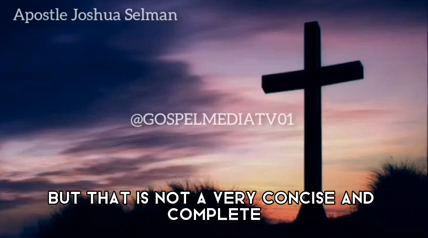 Apostle Joshua Selman
@GOSPELMEDIATV01
BUT THAT IS NOT A VERY CONCISE AND
COMPLETE